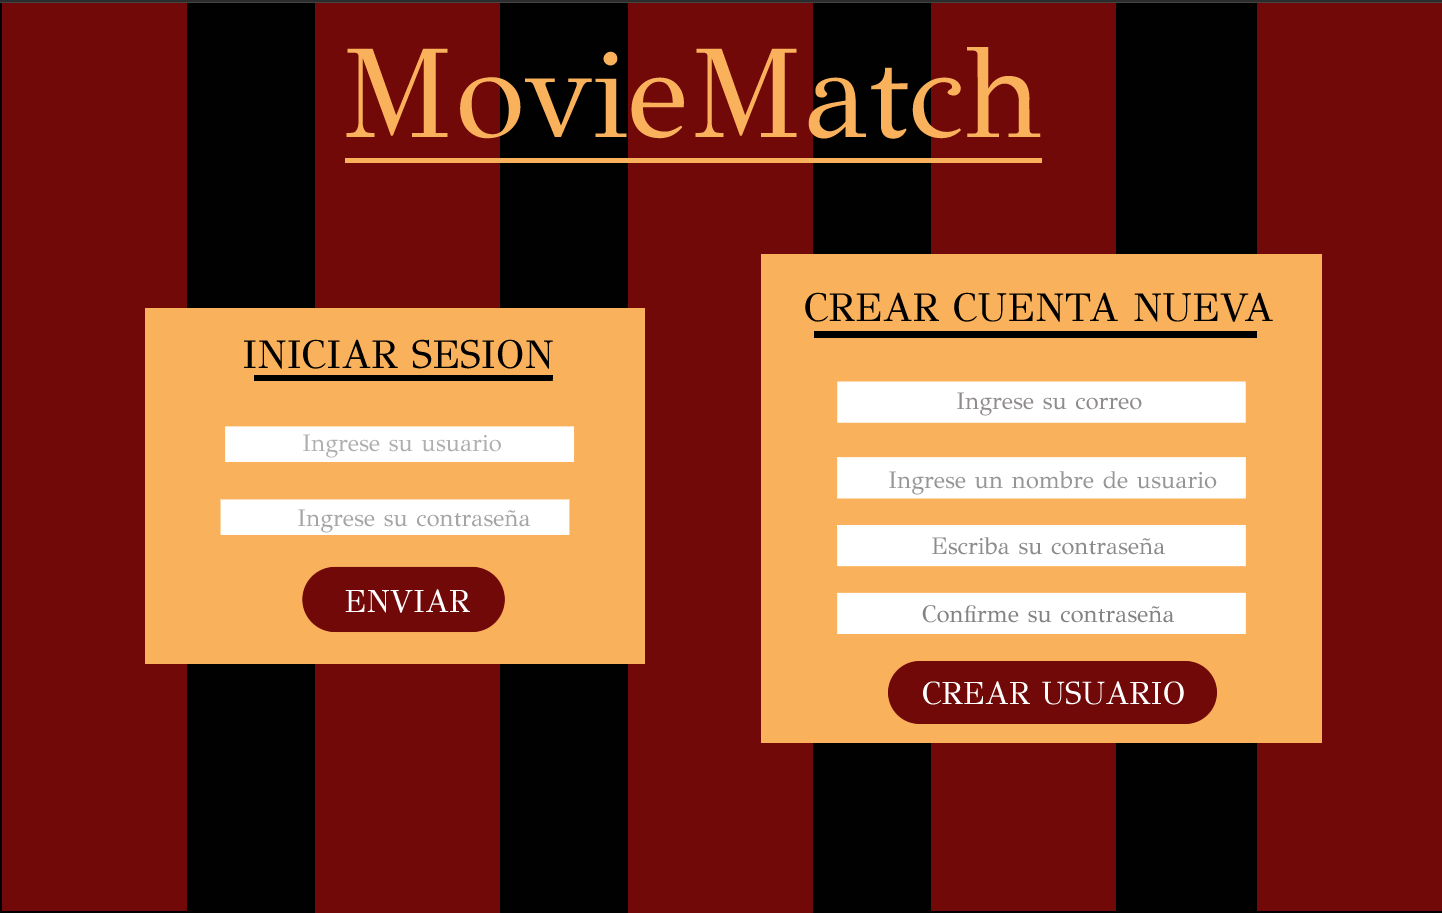 MovieMatch
INICIAR SESION
Ingrese su usuario
Ingrese su contraseña
ENVIAR
CREAR CUENTA NUEVA
Ingrese su correo
Ingrese un nombre de usuario
Escriba su contraseña
Confirme su contraseña
CREAR USUARIO